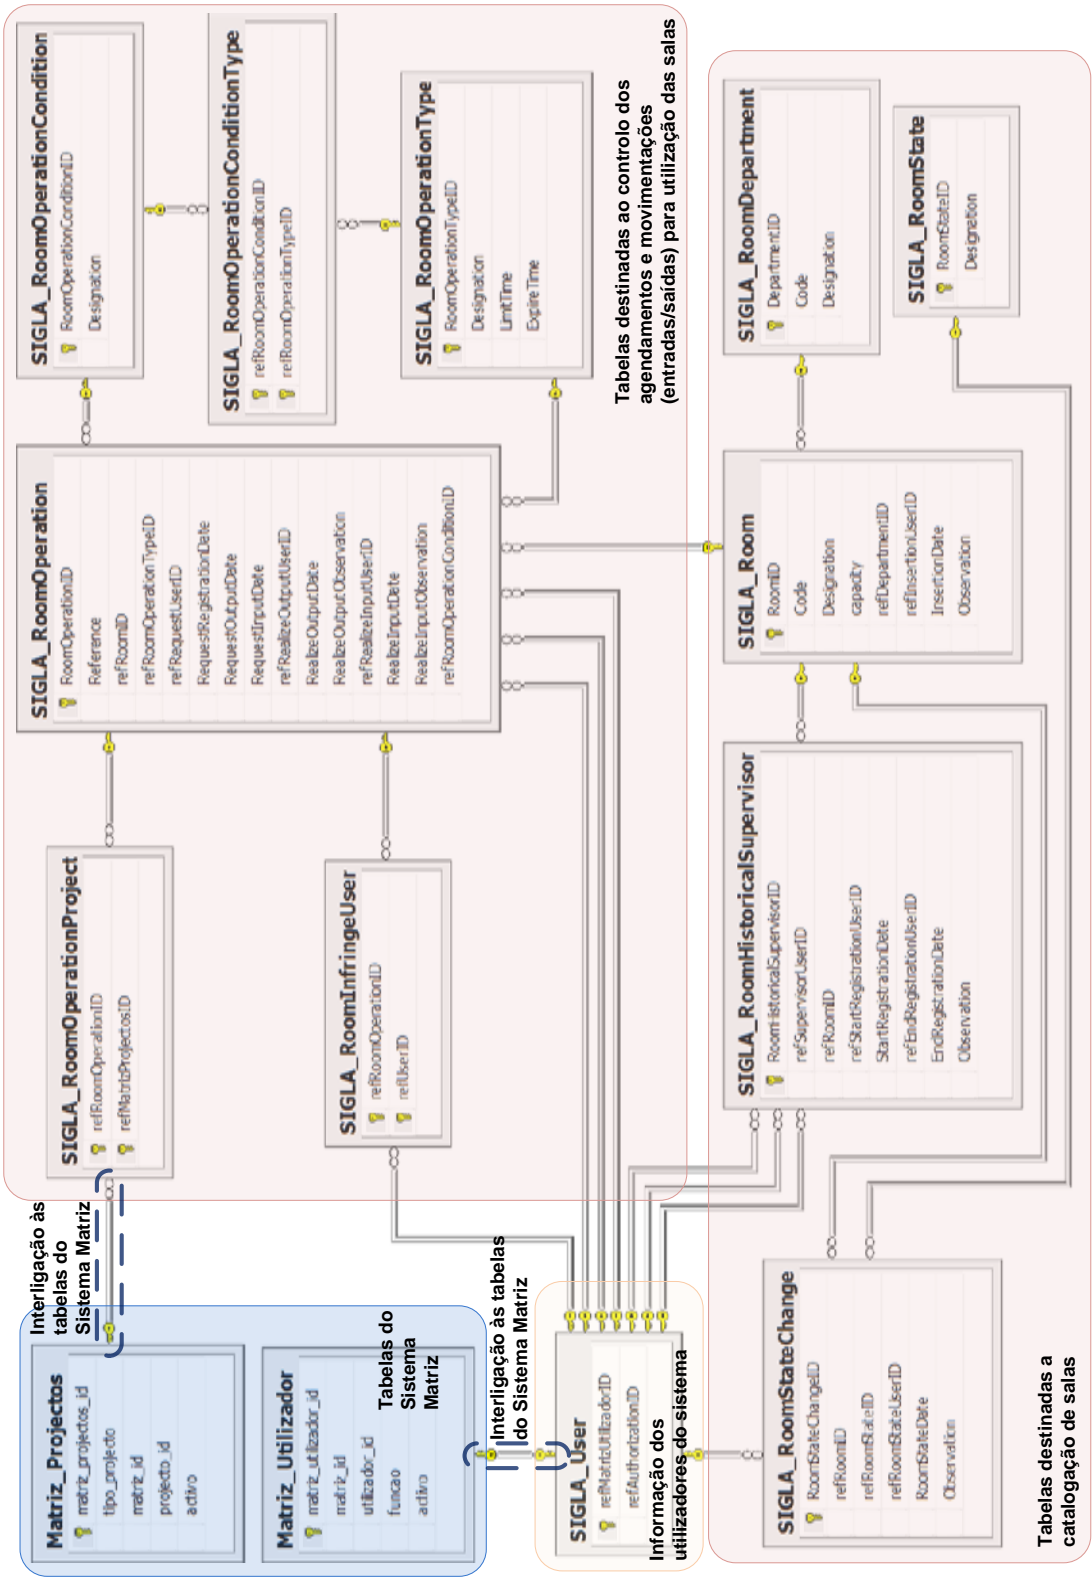 Matriz_Projectos
matriz_projectos_id
tipo_projecto
matriz_id
projecto_id
activo
Matriz_Utilizador
matriz_utilizador_id
matriz_id
utilizador_id
funcao
activo
Tabelas do
Sistema
Matriz
Interligação às
tabelas do
Sistema Matriz
Interligação às tabelas
do Sistema Matriz
SIGLA_User
refMatrizUtilizadorID
refAuthorizationID
Informação dos
utilizadores do sistema
SIGLA_RoomOperationProject
refRoomOperationID
refMatrizProjectosID
SIGLA_RoomInfringeUser
refRoomOperationID
refUserID
SIGLA_RoomOperation
RoomOperationID
Reference
refRoomID
refRoomOperationTypeID
refRequestUserID
RequestRegistrationDate
RequestOutputDate
RequestInputDate
refRealizeOutputUserID
RealizeOutputDate
RealizeOutputObservation
refRealizeInputUserID
RealizeInputDate
RealizeInputObservation
refRoomOperationConditionID
SIGLA_RoomOperationCondition
RoomOperationConditionID
Designation
SIGLA_RoomOperationConditionType
refRoomOperationConditionID
refRoomOperationTypeID
SIGLA_RoomOperationType
RoomOperationTypeID
Designation
LimitTime
ExpireTime
Tabelas destinadas ao controlo dos
agendamentos e movimentações
(entradas/saídas) para utilização das salas
SIGLA_RoomStateChange
RoomStateChangeID
refRoomID
refRoomStateID
refRoomStateUserID
RoomStateDate
Observation
SIGLA_RoomHistoricalSupervisor
RoomHistoricalSupervisorID
refSupervisorUserID
refRoomID
refStartRegistrationUserID
StartRegistrationDate
refEndRegistrationUserID
EndRegistrationDate
Observation
SIGLA_Room
RoomID
Code
Designation
capacity
refDepartmentID
refInsertionUserID
InsertionDate
Observation
SIGLA_RoomDepartment
DepartmentID
Code
Designation
SIGLA_RoomState
RoomStateID
Designation
Tabelas destinadas a
catalogação de salas